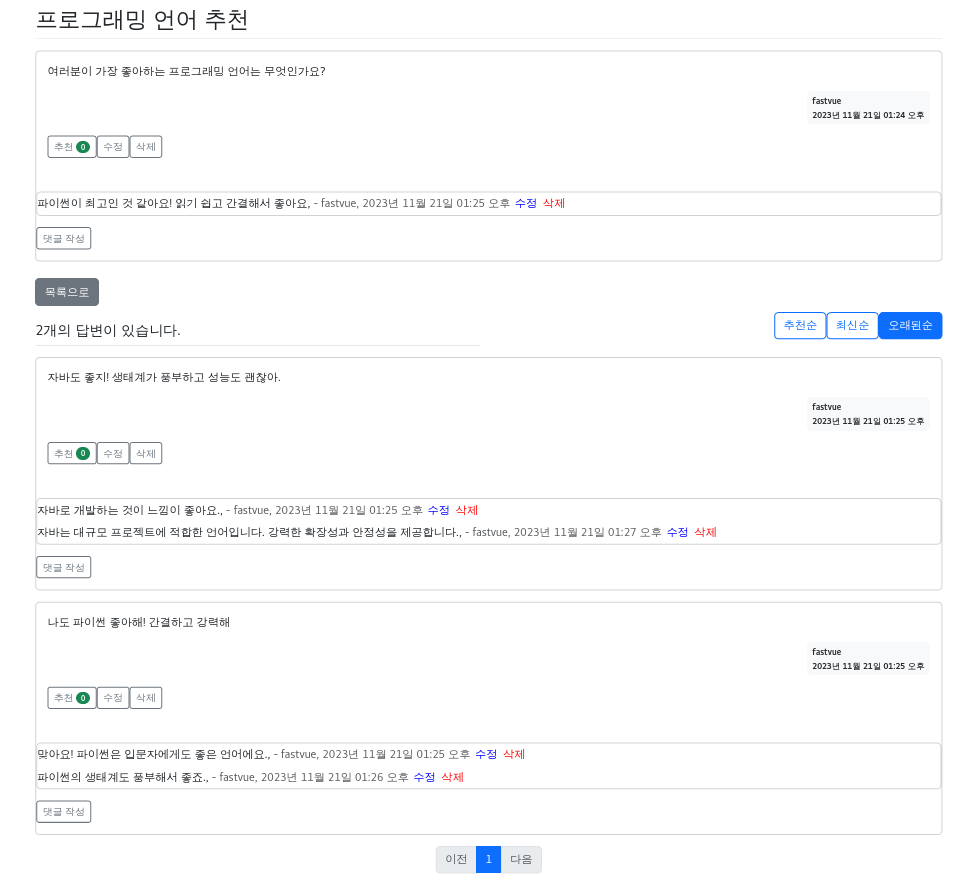 프로그래밍 언어 추천
여러분이 가장 좋아하는 프로그래밍 언어는 무엇인가요?
fastvue
2023년 11월 21일 01:24 오후
추천 0 수정 삭제
파이썬이 최고인 것 같아요! 읽기 쉽고 간결해서 좋아요, - fastvue, 2023년 11월 21일 01:25 오후 수정 삭제
댓글 작성
목록으로
2개의 답변이 있습니다.
추천순 최신순 오래된순
자바도 좋지! 생태계가 풍부하고 성능도 괜찮아.
fastvue
2023년 11월 21일 01:25 오후
추천 0 수정 삭제
자바로 개발하는 것이 느낌이 좋아요., - fastvue, 2023년 11월 21일 01:25 오후 수정 삭제
자바는 대규모 프로젝트에 적합한 언어입니다. 강력한 확장성과 안정성을 제공합니다., - fastvue, 2023년 11월 21일 01:27 오후 수정 삭제
댓글 작성
나도 파이썬 좋아해! 간결하고 강력해
fastvue
2023년 11월 21일 01:25 오후
추천 0 수정 삭제
맞아요! 파이썬은 입문자에게도 좋은 언어에요., - fastvue, 2023년 11월 21일 01:25 오후 수정 삭제
파이썬의 생태계도 풍부해서 좋죠., - fastvue, 2023년 11월 21일 01:26 오후 수정 삭제
댓글 작성
이전 1 다음